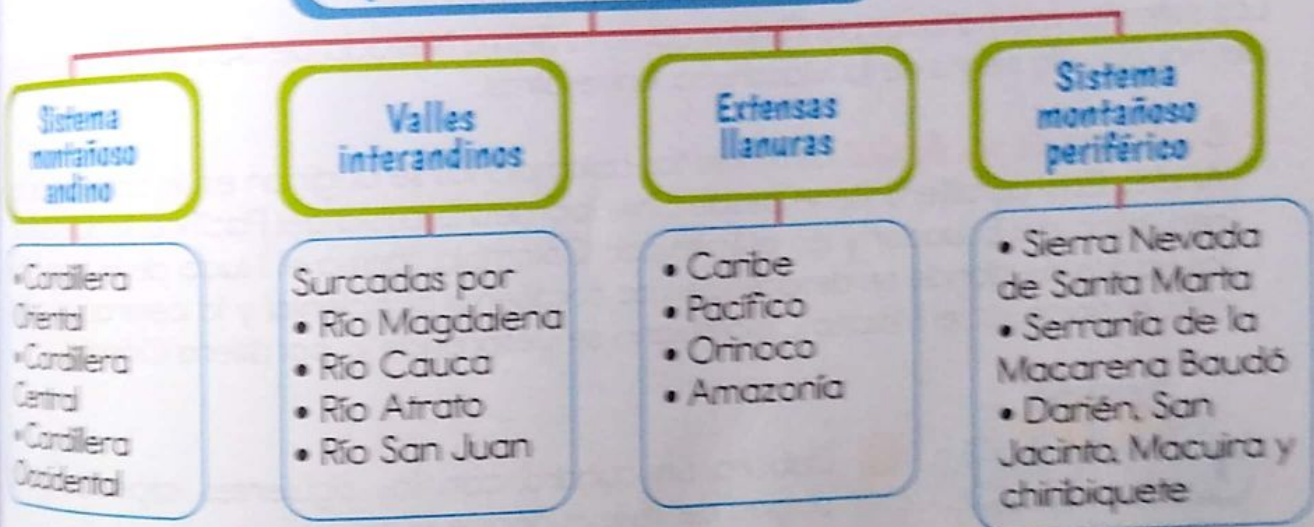 Sistema
montañoso
andino
•Cordillera
Oriental
•Cordillera
Central
•Cordillera
Occidental
Valles
interandinos
Surcadas por
• Río Magdalena
• Río Cauca
• Río Atrato
• Río San Juan
Extensas
llanuras
• Caribe
• Pacífico
• Orinoco
• Amazonía
Sistema
montañoso
periférico
• Sierra Nevada
de Santa Marta
• Serranía de la
Macarena Baudó
• Darién, San
Jacinto, Macuira y
chiribiquete